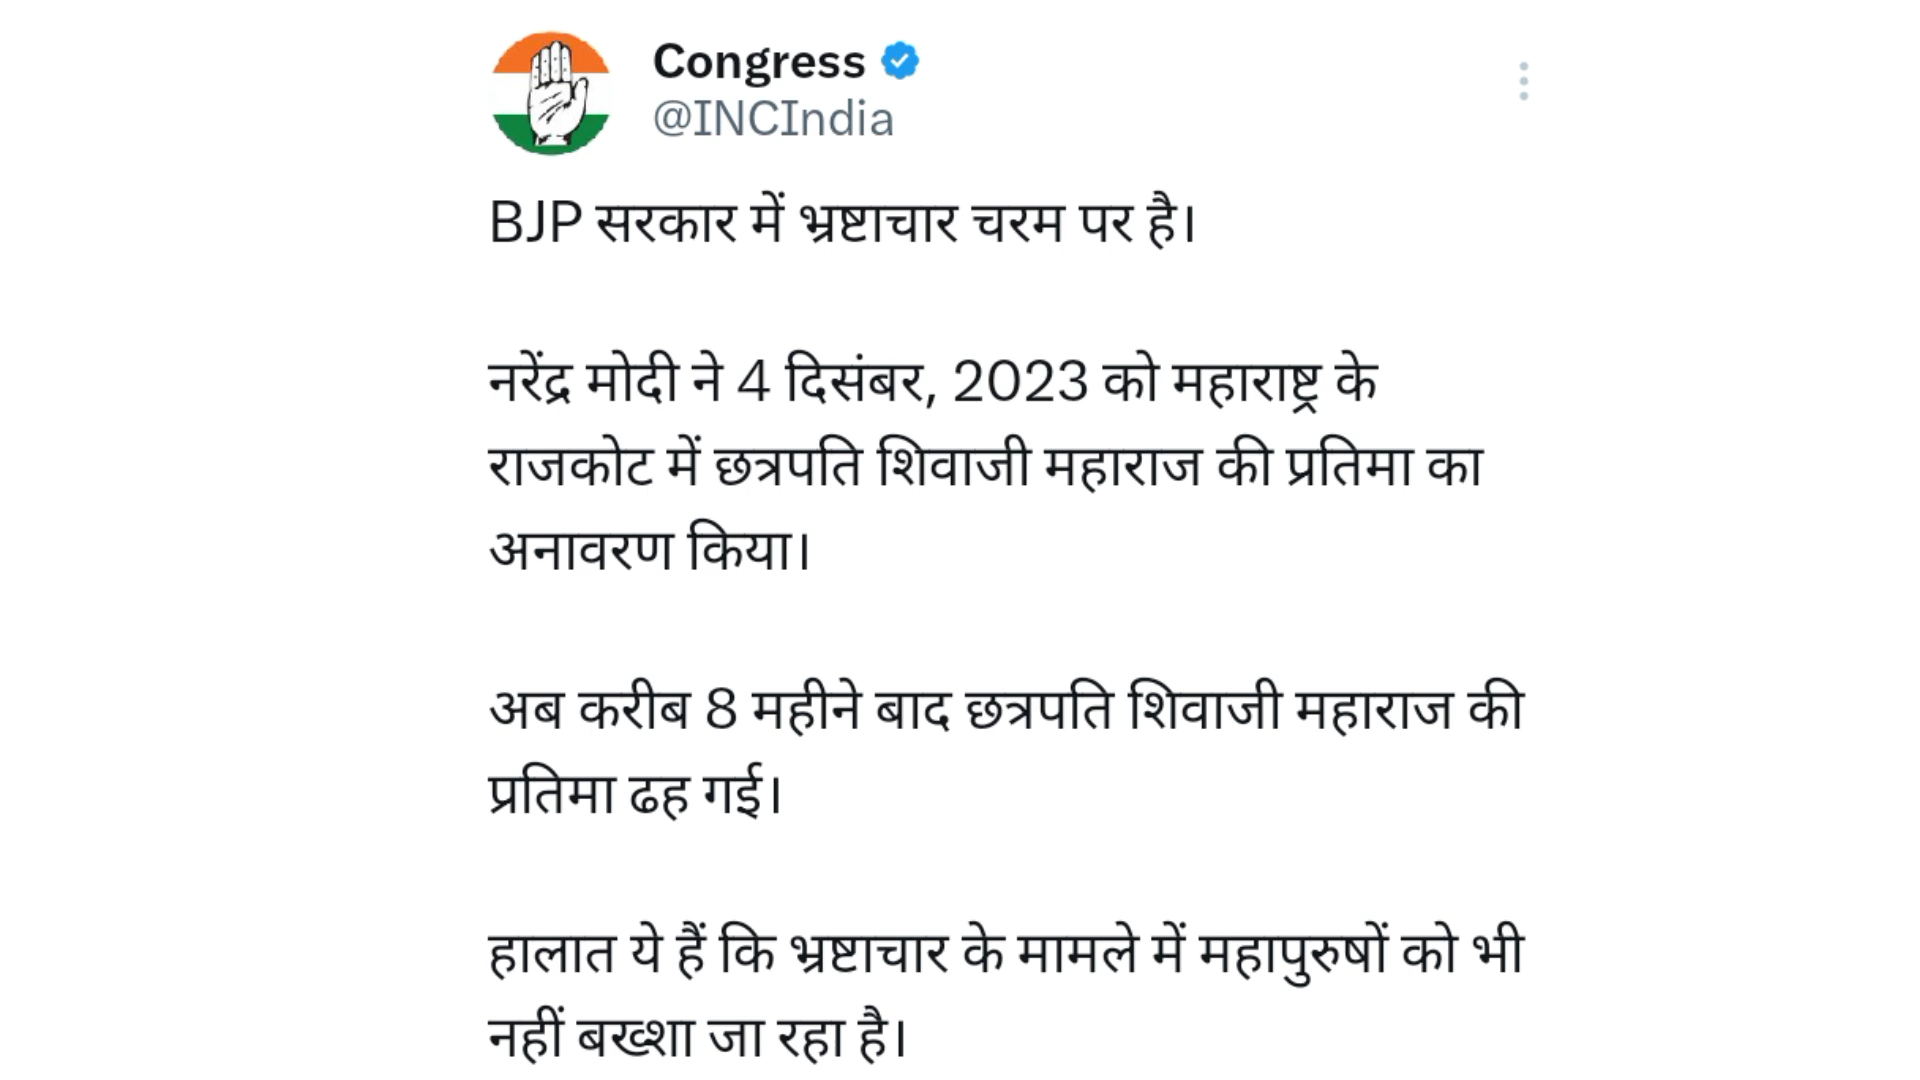 Congress
@INCIndia
BJP सरकार में भ्रष्टाचार चरम पर है।
नरेंद्र मोदी ने 4 दिसंबर, 2023 को महाराष्ट्र के
राजकोट में छत्रपति शिवाजी महाराज की प्रतिमा का
अनावरण किया।
अब करीब 8 महीने बाद छत्रपति शिवाजी महाराज की
प्रतिमा ढह गई।
हालात ये हैं कि भ्रष्टाचार के मामले में महापुरुषों को भी
नहीं बख्शा जा रहा है।